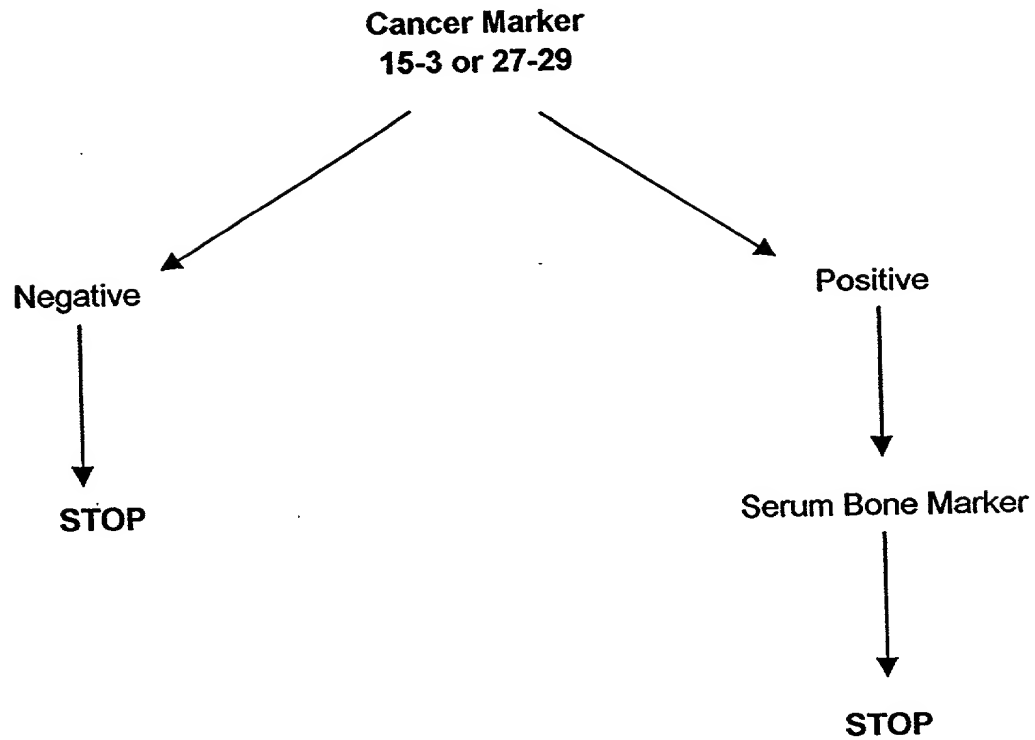 Cancer Marker
15-3 or 27-29
Negative
Positive
STOP
Serum Bone Marker
STOP